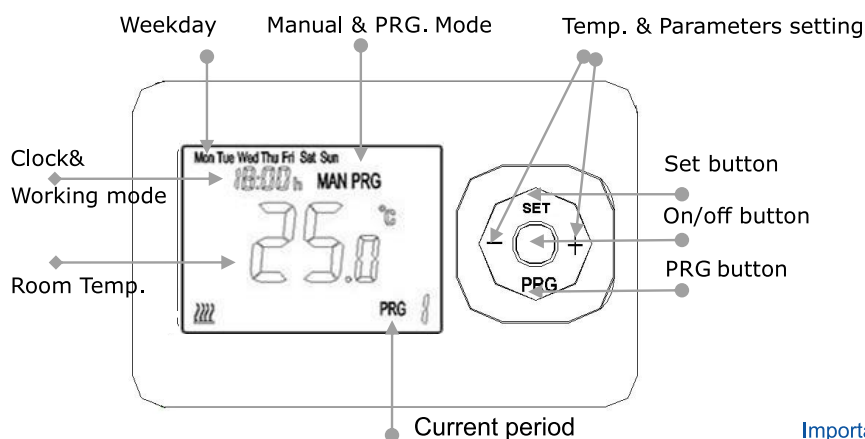 Weekday
Manual & PRG. Mode
Temp. & Parameters setting
Clock&
Working mode
Room Temp.
Mon Tue Wed Thu Fri Sat Sun
18:00 h MAN PRG
25.0 °C
PRG 1
SET
− +
PRG
Set button
On/off button
PRG button
Current period